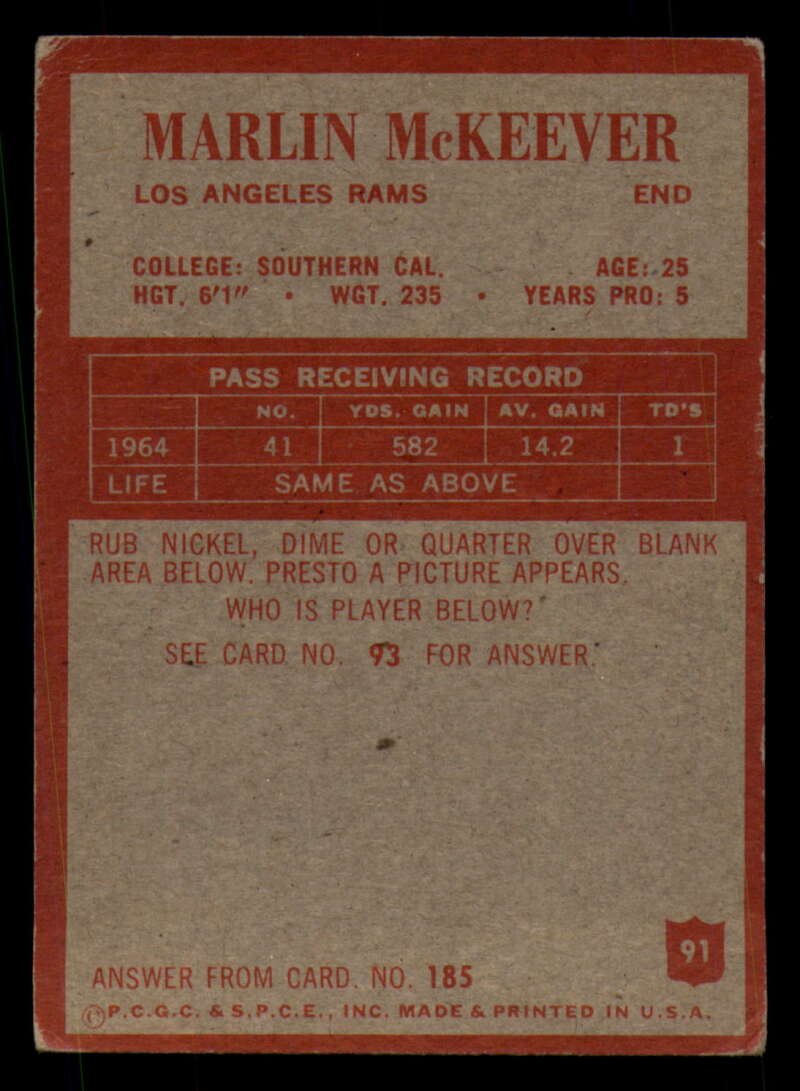 MARLIN McKEEVER
LOS ANGELES RAMS END
COLLEGE: SOUTHERN CAL. AGE: 25
HGT. 6'1" • WGT. 235 • YEARS PRO: 5
PASS RECEIVING RECORD
NO. YDS. GAIN AV. GAIN TD'S
1964 41 582 14.2 1
LIFE SAME AS ABOVE
RUB NICKEL, DIME OR QUARTER OVER BLANK
AREA BELOW. PRESTO A PICTURE APPEARS.
WHO IS PLAYER BELOW?
SEE CARD NO. 93 FOR ANSWER.
91
ANSWER FROM CARD. NO. 185
©P.C.G.C. & S.P.C.E., INC. MADE & PRINTED IN U.S.A.